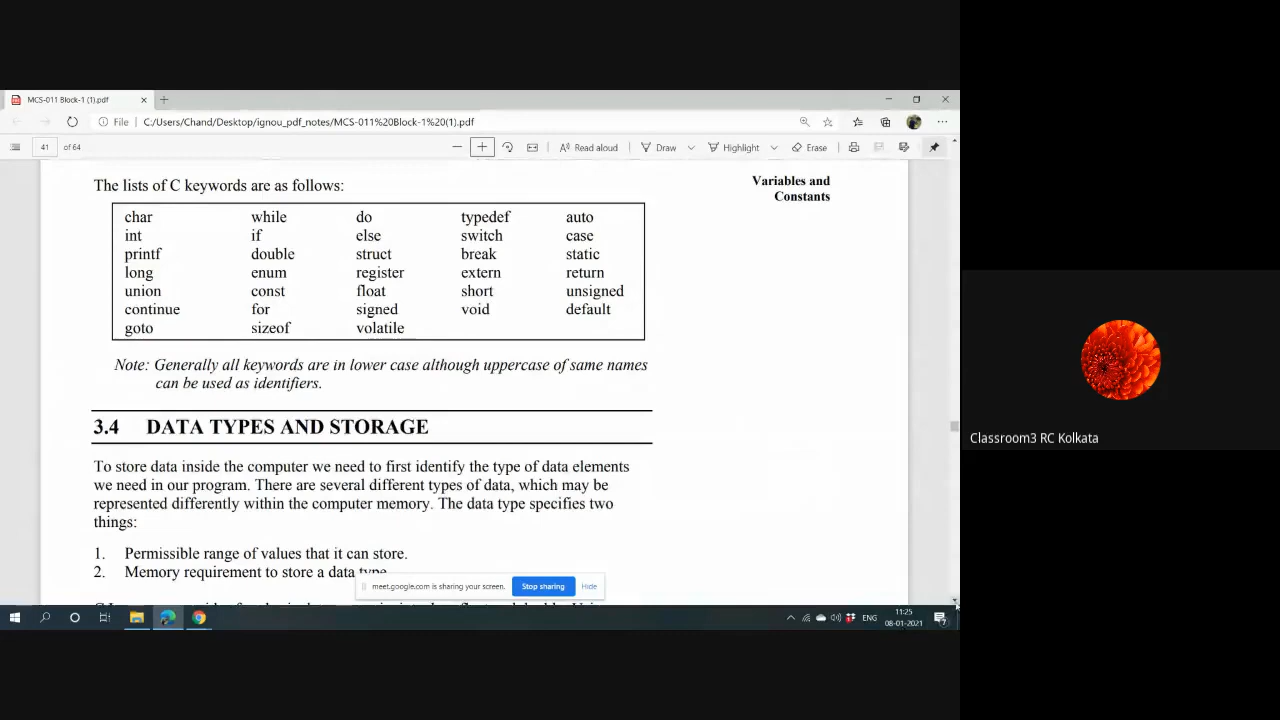 MCS-011 Block-1 (1).pdf
File C:/Users/Chand/Desktop/ignou_pdf_notes/MCS-011%20Block-1%20(1).pdf
41 of 64 Read aloud Draw Highlight Erase
The lists of C keywords are as follows:
Variables and
Constants
char while do typedef auto
int if else switch case
printf double struct break static
long enum register extern return
union const float short unsigned
continue for signed void default
goto sizeof volatile
Note: Generally all keywords are in lower case although uppercase of same names
can be used as identifiers.
3.4 DATA TYPES AND STORAGE
To store data inside the computer we need to first identify the type of data elements
we need in our program. There are several different types of data, which may be
represented differently within the computer memory. The data type specifies two
things:
1. Permissible range of values that it can store.
2. Memory requirement to store a data type.
meet.google.com is sharing your screen. Stop sharing Hide
ENG
11:25
08-01-2021
Classroom3 RC Kolkata